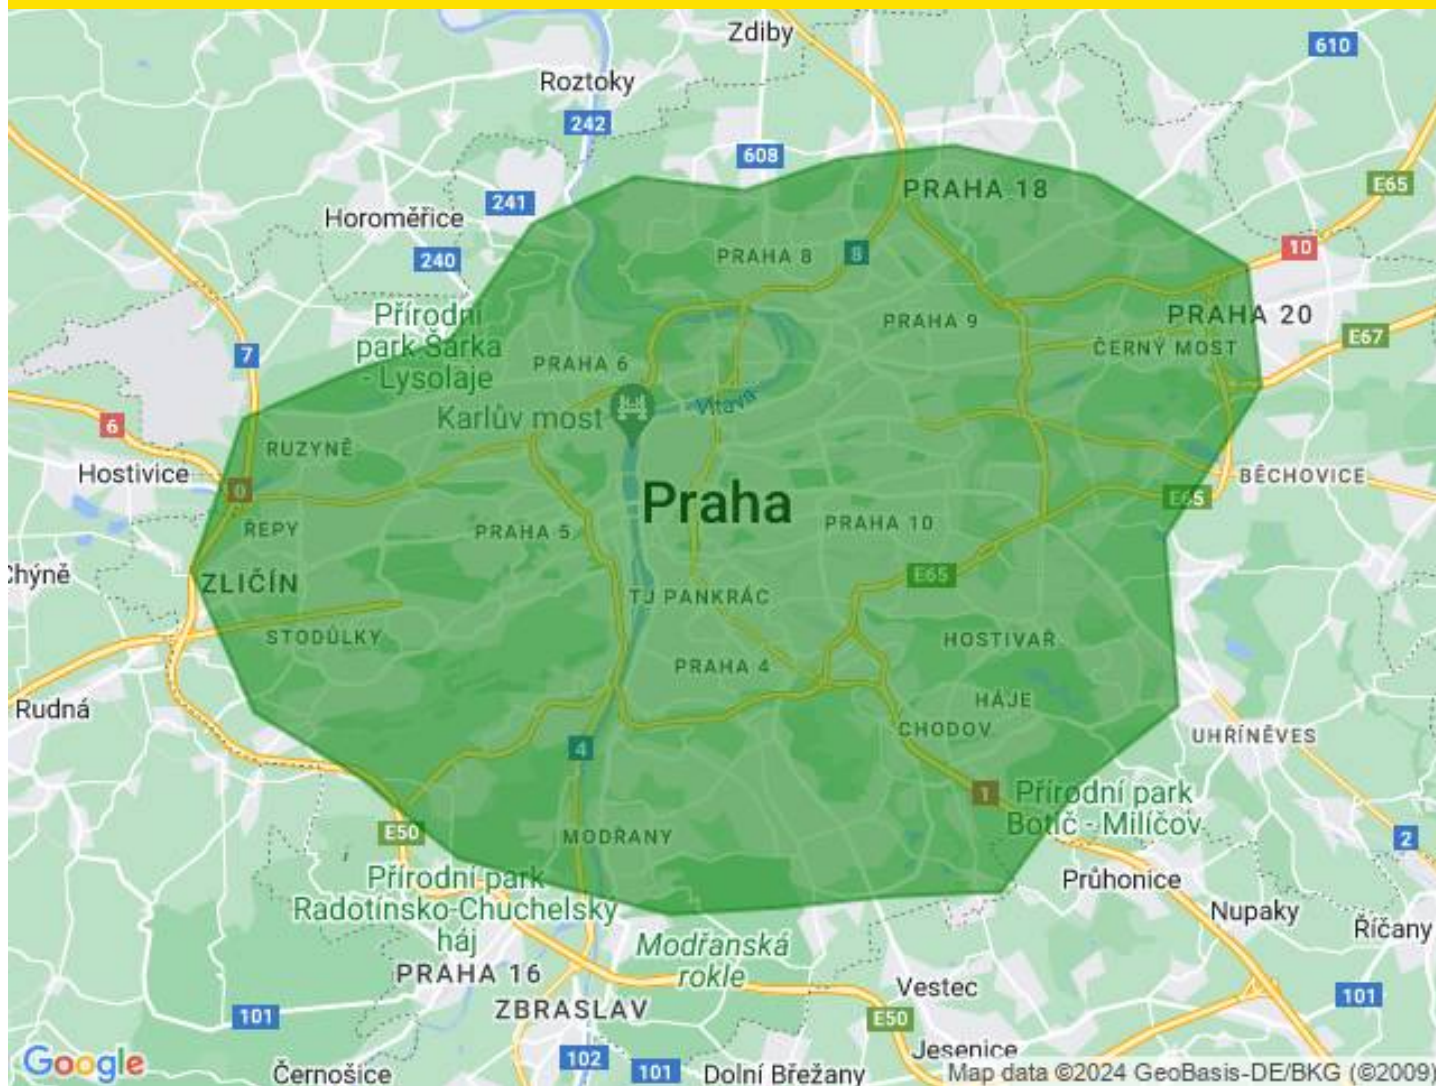 Zdiby
610
Roztoky
242
608
PRAHA 18
E65
241
Horoměřice
10
240
PRAHA 8
8
Přírodní
park Šárka
- Lysolaje
PRAHA 20
PRAHA 9
E67
7
ČERNÝ MOST
PRAHA 6
Karlův most
Vltava
6
RUZYNĚ
Hostivice
0
BĚCHOVICE
E65
Praha
ŘEPY
PRAHA 5
PRAHA 10
Chýně
ZLIČÍN
E65
TJ PANKRÁC
STODŮLKY
HOSTIVAŘ
PRAHA 4
Rudná
HÁJE
CHODOV
UHŘÍNĚVES
4
1
Přírodní park
Botič - Milíčov
E50
MODŘANY
2
Přírodní park
Radotínsko-Chuchelský
háj
Průhonice
Nupaky
Říčany
Modřanská
rokle
PRAHA 16
Vestec
ZBRASLAV
101
101
E50
Google
Černošice
102
101
Dolní Břežany
Jesenice
Map data ©2024 GeoBasis-DE/BKG (©2009)